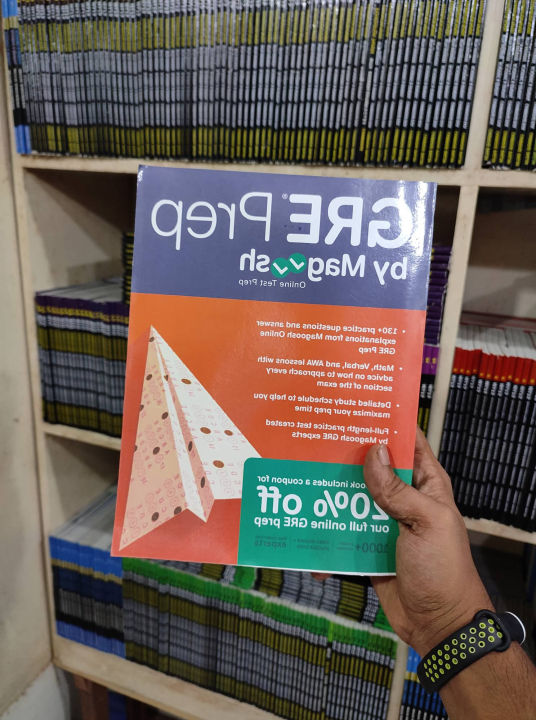 GRE® Prep
by Magoosh
Online Test Prep
• 130+ practice questions and answer
explanations from Magoosh Online
GRE Prep
• Math, Verbal, and AWA lessons with
advice on how to approach every
section of the exam
• Detailed study schedule to help you
maximize your prep time
• Full-length practice test created
by Magoosh GRE experts
book includes a coupon for
20% off
our full online GRE prep
1000+
experts